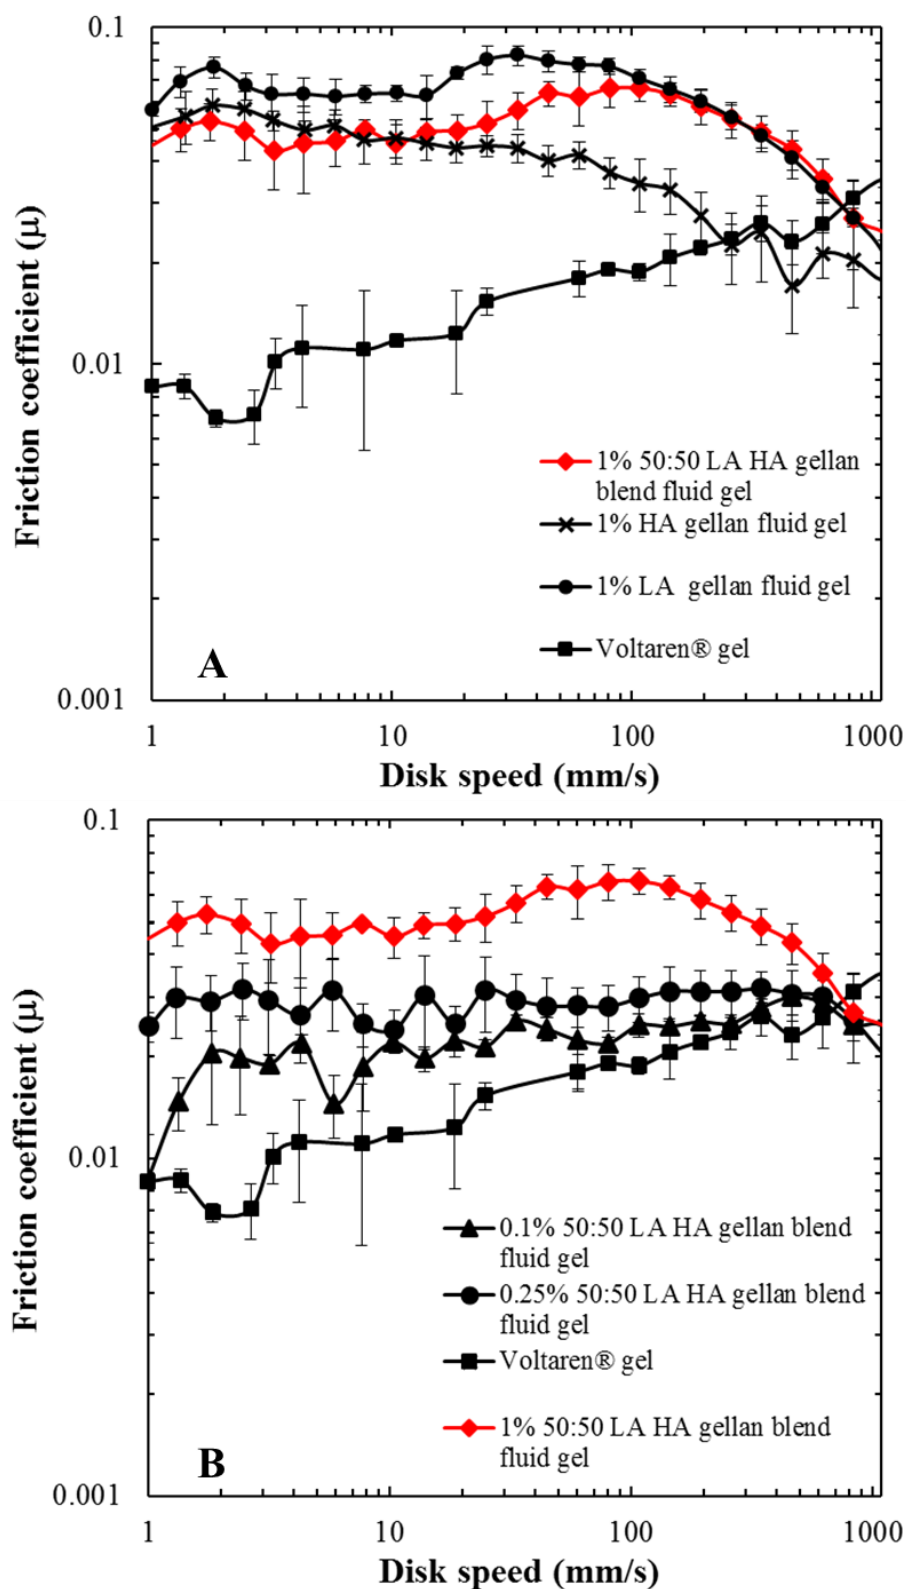 0.1
0.01
0.001
Friction coefficient (μ)
1% 50:50 LA HA gellan
blend fluid gel
1% HA gellan fluid gel
1% LA gellan fluid gel
Voltaren® gel
A
1 10 100 1000
Disk speed (mm/s)
0.1
0.01
0.001
Friction coefficient (μ)
0.1% 50:50 LA HA gellan blend
fluid gel
0.25% 50:50 LA HA gellan blend
fluid gel
Voltaren® gel
1% 50:50 LA HA gellan blend
fluid gel
B
1 10 100 1000
Disk speed (mm/s)